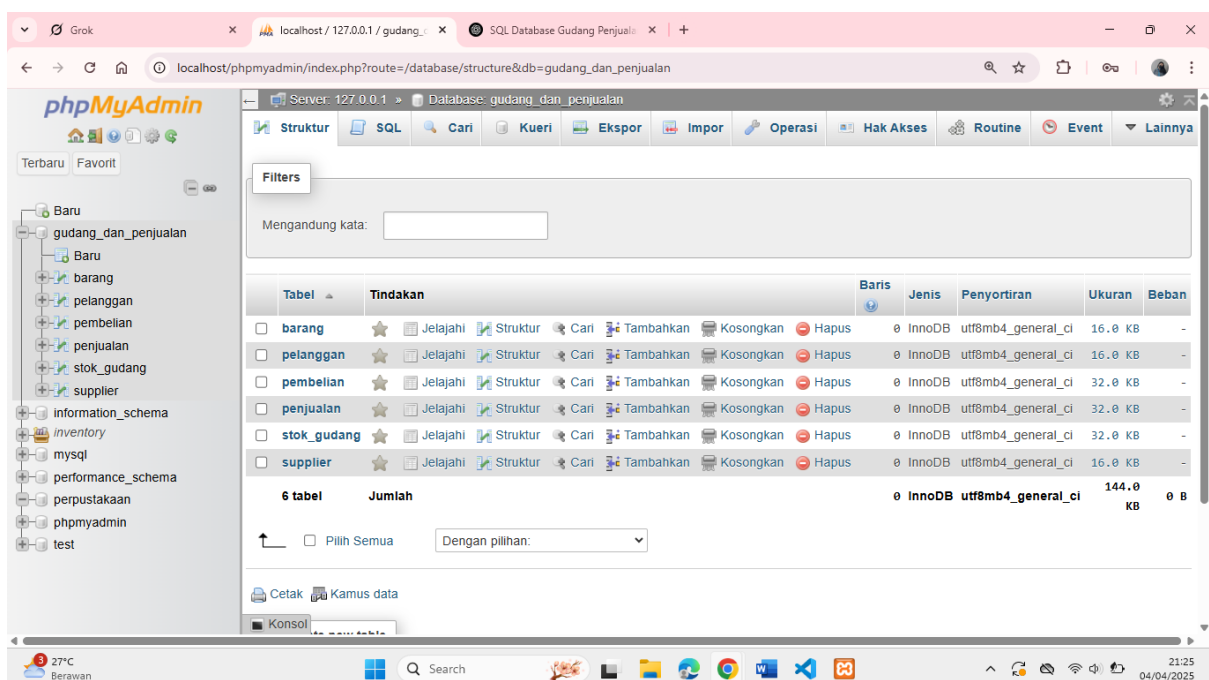 Grok
localhost / 127.0.0.1 / gudang_
SQL Database Gudang Penjuala
localhost/phpmyadmin/index.php?route=/database/structure&db=gudang_dan_penjualan
phpMyAdmin
Terbaru Favorit
Baru
gudang_dan_penjualan
Baru
barang
pelanggan
pembelian
penjualan
stok_gudang
supplier
information_schema
inventory
mysql
performance_schema
perpustakaan
phpmyadmin
test
Server: 127.0.0.1 » Database: gudang_dan_penjualan
Struktur SQL Cari Kueri Ekspor Impor Operasi Hak Akses Routine Event Lainnya
Filters
Mengandung kata:
Tabel Tindakan Baris Jenis Penyortiran Ukuran Beban
barang Jelajahi Struktur Cari Tambahkan Kosongkan Hapus 0 InnoDB utf8mb4_general_ci 16.0 KB -
pelanggan Jelajahi Struktur Cari Tambahkan Kosongkan Hapus 0 InnoDB utf8mb4_general_ci 16.0 KB -
pembelian Jelajahi Struktur Cari Tambahkan Kosongkan Hapus 0 InnoDB utf8mb4_general_ci 32.0 KB -
penjualan Jelajahi Struktur Cari Tambahkan Kosongkan Hapus 0 InnoDB utf8mb4_general_ci 32.0 KB -
stok_gudang Jelajahi Struktur Cari Tambahkan Kosongkan Hapus 0 InnoDB utf8mb4_general_ci 32.0 KB -
supplier Jelajahi Struktur Cari Tambahkan Kosongkan Hapus 0 InnoDB utf8mb4_general_ci 16.0 KB -
6 tabel Jumlah 0 InnoDB utf8mb4_general_ci 144.0 KB 0 B
Pilih Semua Dengan pilihan:
Cetak Kamus data
Konsol
3 27°C
Berawan
Search
21:25
04/04/2025